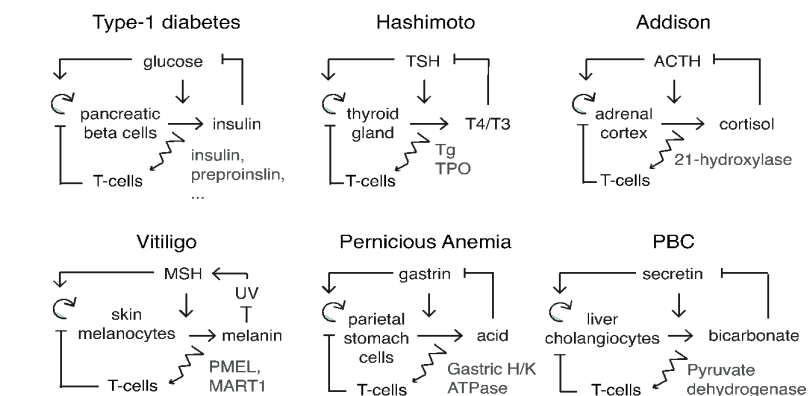 Type-1 diabetes
glucose
pancreatic
beta cells
insulin
insulin,
preproinslin,
...
T-cells
Hashimoto
TSH
thyroid
gland
T4/T3
Tg
TPO
T-cells
Addison
ACTH
adrenal
cortex
cortisol
21-hydroxylase
T-cells
Vitiligo
MSH
UV
skin
melanocytes
melanin
PMEL,
MART1
T-cells
Pernicious Anemia
gastrin
parietal
stomach
cells
acid
Gastric H/K
ATPase
T-cells
PBC
secretin
liver
cholangiocytes
bicarbonate
Pyruvate
dehydrogenase
T-cells